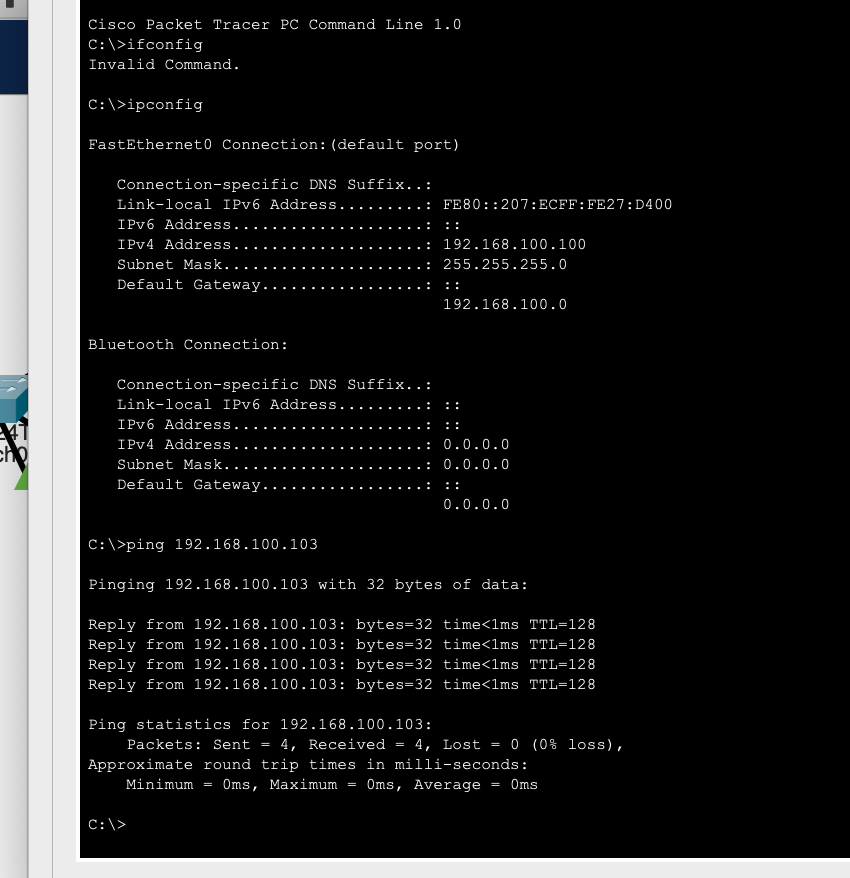 Cisco Packet Tracer PC Command Line 1.0
C:\>ifconfig
Invalid Command.
C:\>ipconfig
FastEthernet0 Connection:(default port)
Connection-specific DNS Suffix..:
Link-local IPv6 Address.........: FE80::207:ECFF:FE27:D400
IPv6 Address....................: ::
IPv4 Address....................: 192.168.100.100
Subnet Mask.....................: 255.255.255.0
Default Gateway.................: ::
192.168.100.0
Bluetooth Connection:
Connection-specific DNS Suffix..:
Link-local IPv6 Address.........: ::
IPv6 Address....................: ::
IPv4 Address....................: 0.0.0.0
Subnet Mask.....................: 0.0.0.0
Default Gateway.................: ::
0.0.0.0
C:\>ping 192.168.100.103
Pinging 192.168.100.103 with 32 bytes of data:
Reply from 192.168.100.103: bytes=32 time<1ms TTL=128
Reply from 192.168.100.103: bytes=32 time<1ms TTL=128
Reply from 192.168.100.103: bytes=32 time<1ms TTL=128
Reply from 192.168.100.103: bytes=32 time<1ms TTL=128
Ping statistics for 192.168.100.103:
Packets: Sent = 4, Received = 4, Lost = 0 (0% loss),
Approximate round trip times in milli-seconds:
Minimum = 0ms, Maximum = 0ms, Average = 0ms
C:\>